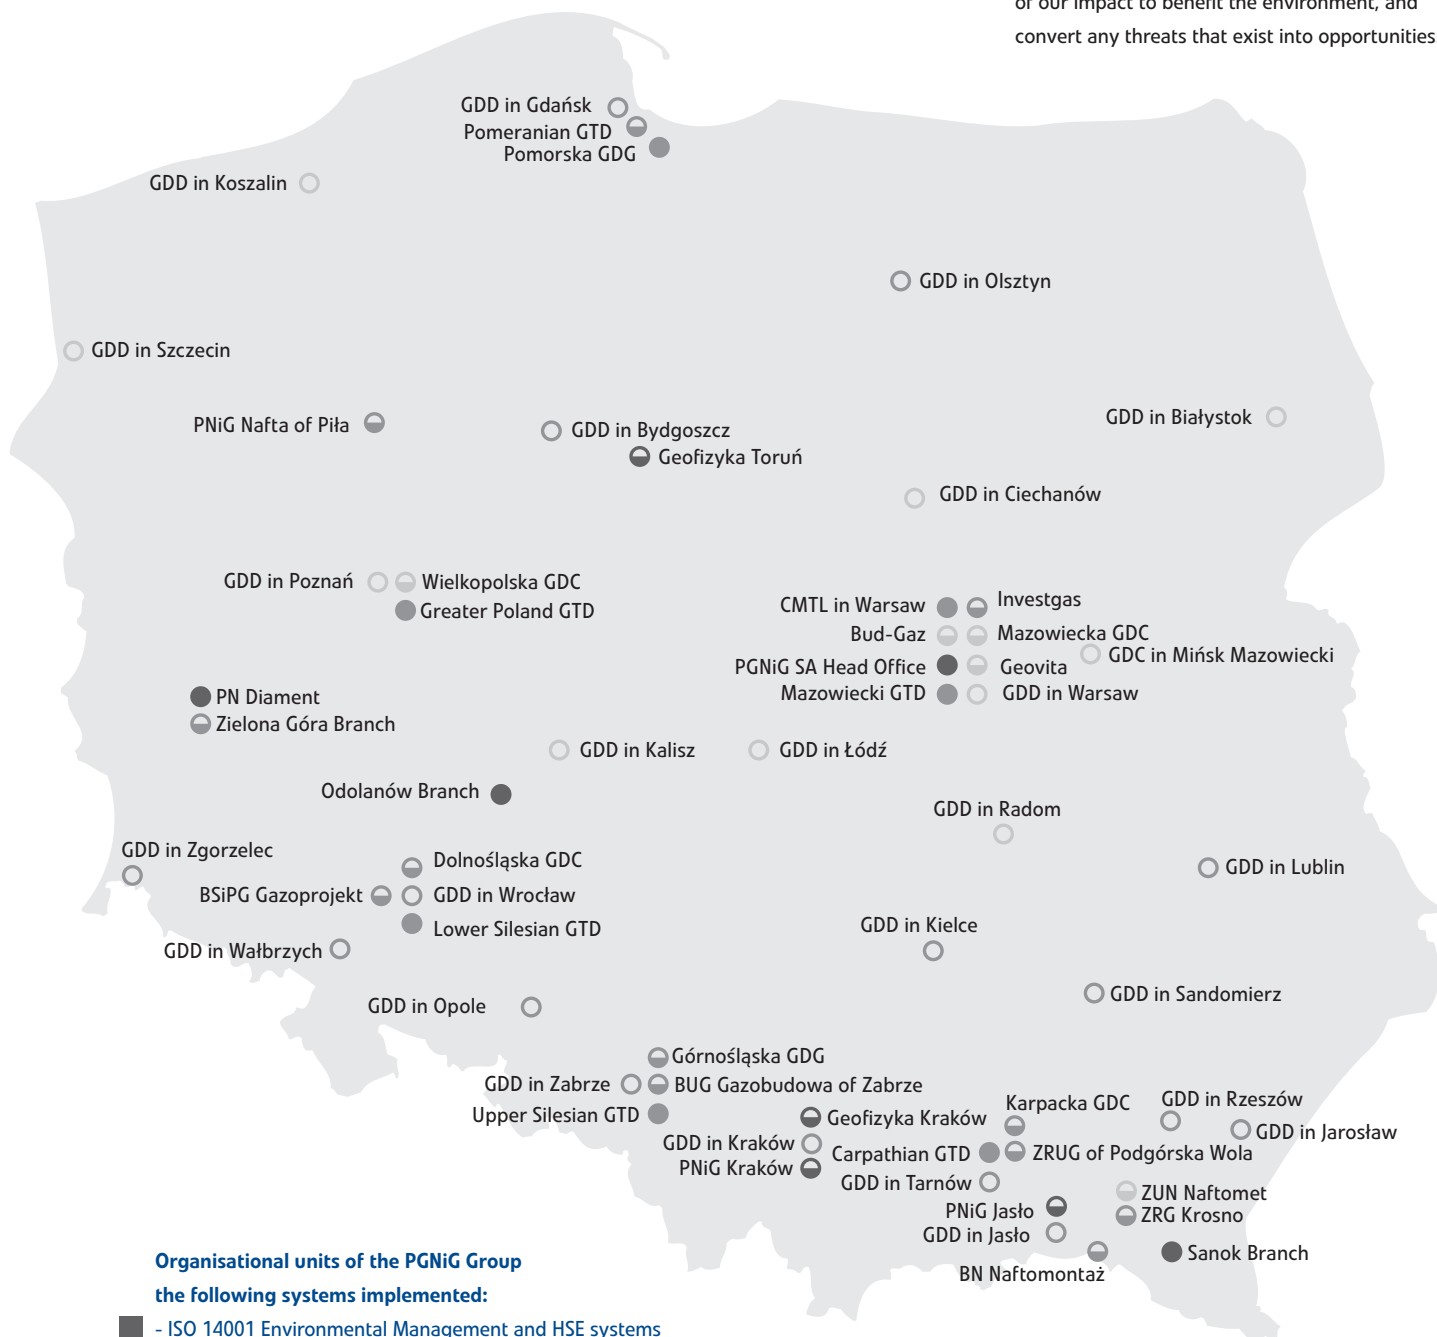 of our impact to benefit the environment, and
convert any threats that exist into opportunities
GDD in Gdańsk
Pomeranian GTD
Pomorska GDG
GDD in Koszalin
GDD in Olsztyn
GDD in Szczecin
PNiG Nafta of Piła
GDD in Bydgoszcz
GDD in Białystok
Geofizyka Toruń
GDD in Ciechanów
GDD in Poznań
Wielkopolska GDC
Greater Poland GTD
CMTL in Warsaw
Investgas
Bud-Gaz
Mazowiecka GDC
GDC in Mińsk Mazowiecki
PGNiG SA Head Office
Geovita
Mazowiecki GTD
GDD in Warsaw
PN Diament
Zielona Góra Branch
GDD in Kalisz
GDD in Łódź
Odolanów Branch
GDD in Radom
GDD in Zgorzelec
Dolnośląska GDC
GDD in Lublin
BSiPG Gazoprojekt
GDD in Wrocław
Lower Silesian GTD
GDD in Kielce
GDD in Wałbrzych
GDD in Sandomierz
GDD in Opole
Górnośląska GDG
GDD in Zabrze
BUG Gazobudowa of Zabrze
Upper Silesian GTD
Geofizyka Kraków
Karpacka GDC
GDD in Rzeszów
GDD in Jarosław
GDD in Kraków
Carpathian GTD
ZRUG of Podgórska Wola
PNiG Kraków
GDD in Tarnów
ZUN Naftomet
PNiG Jasło
ZRG Krosno
GDD in Jasło
Sanok Branch
BN Naftomontaż
Organisational units of the PGNiG Group
the following systems implemented:
- ISO 14001 Environmental Management and HSE systems